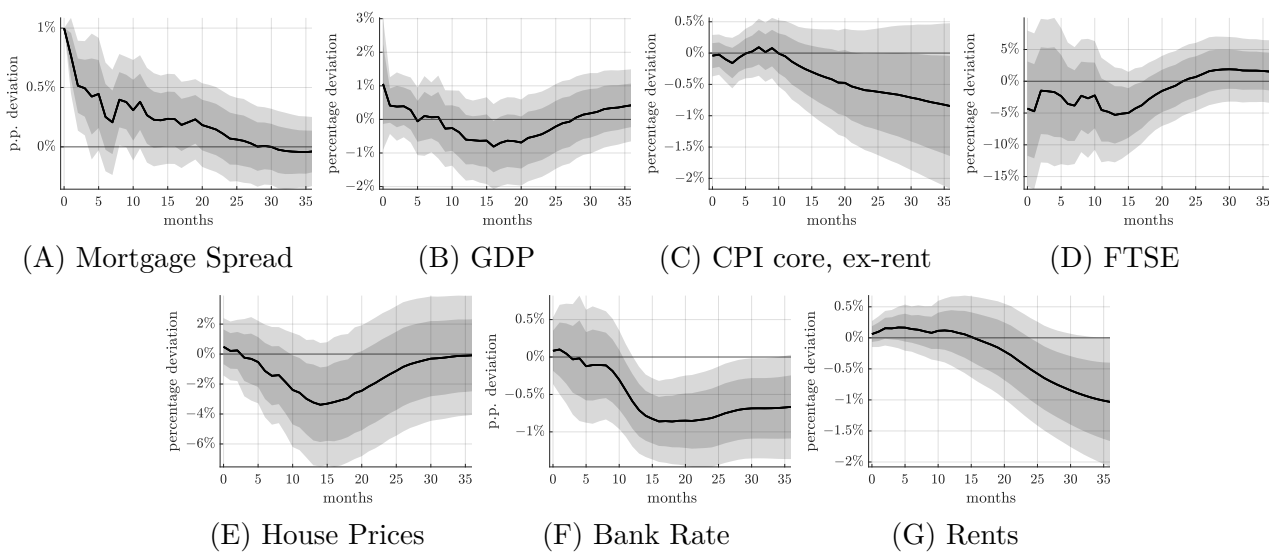 1%
0.5%
0%
p.p. deviation
0 5 10 15 20 25 30 35
months
(A) Mortgage Spread
3%
2%
1%
0%
−1%
−2%
percentage deviation
0 5 10 15 20 25 30 35
months
(B) GDP
0.5%
0%
−0.5%
−1%
−1.5%
−2%
percentage deviation
0 5 10 15 20 25 30 35
months
(C) CPI core, ex-rent
5%
0%
−5%
−10%
−15%
percentage deviation
0 5 10 15 20 25 30 35
months
(D) FTSE
2%
0%
−2%
−4%
−6%
percentage deviation
0 5 10 15 20 25 30 35
months
(E) House Prices
0.5%
0%
−0.5%
−1%
p.p. deviation
0 5 10 15 20 25 30 35
months
(F) Bank Rate
0.5%
0%
−0.5%
−1%
−1.5%
−2%
percentage deviation
0 5 10 15 20 25 30 35
months
(G) Rents